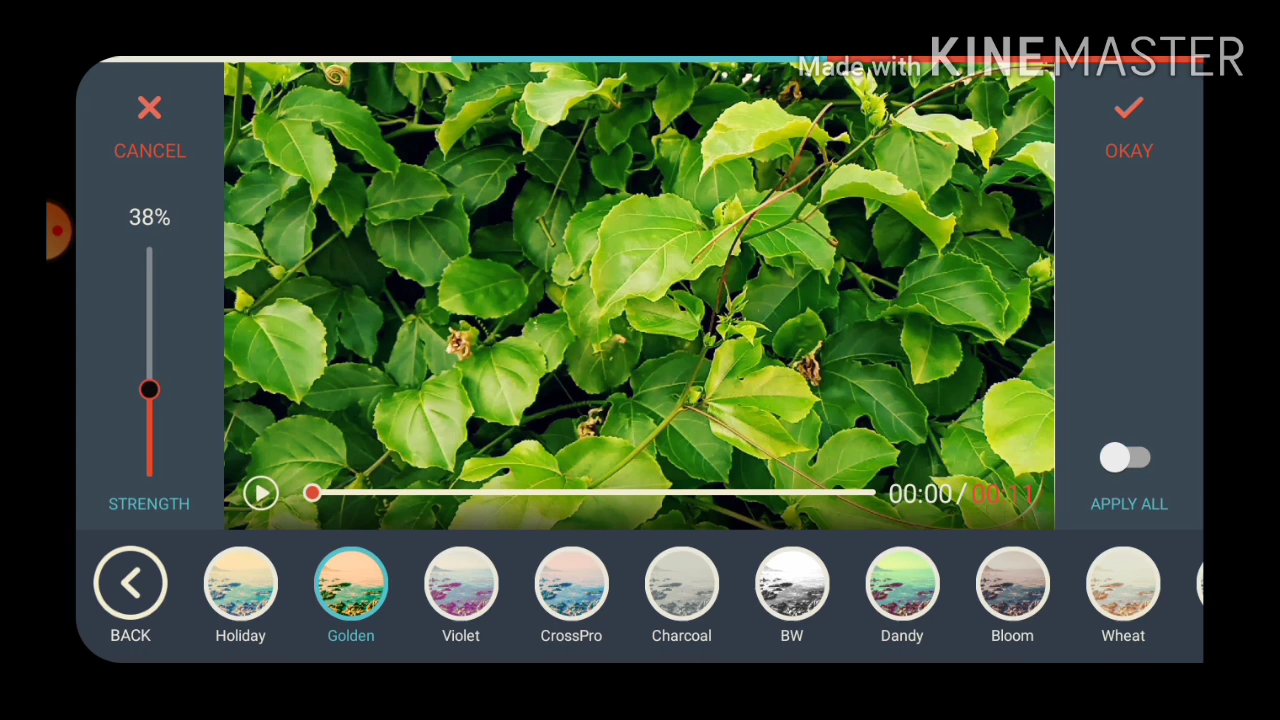 Made with KINEMASTER
CANCEL
OKAY
38%
00:00 / 00:11
STRENGTH
APPLY ALL
BACK
Holiday
Golden
Violet
CrossPro
Charcoal
BW
Dandy
Bloom
Wheat